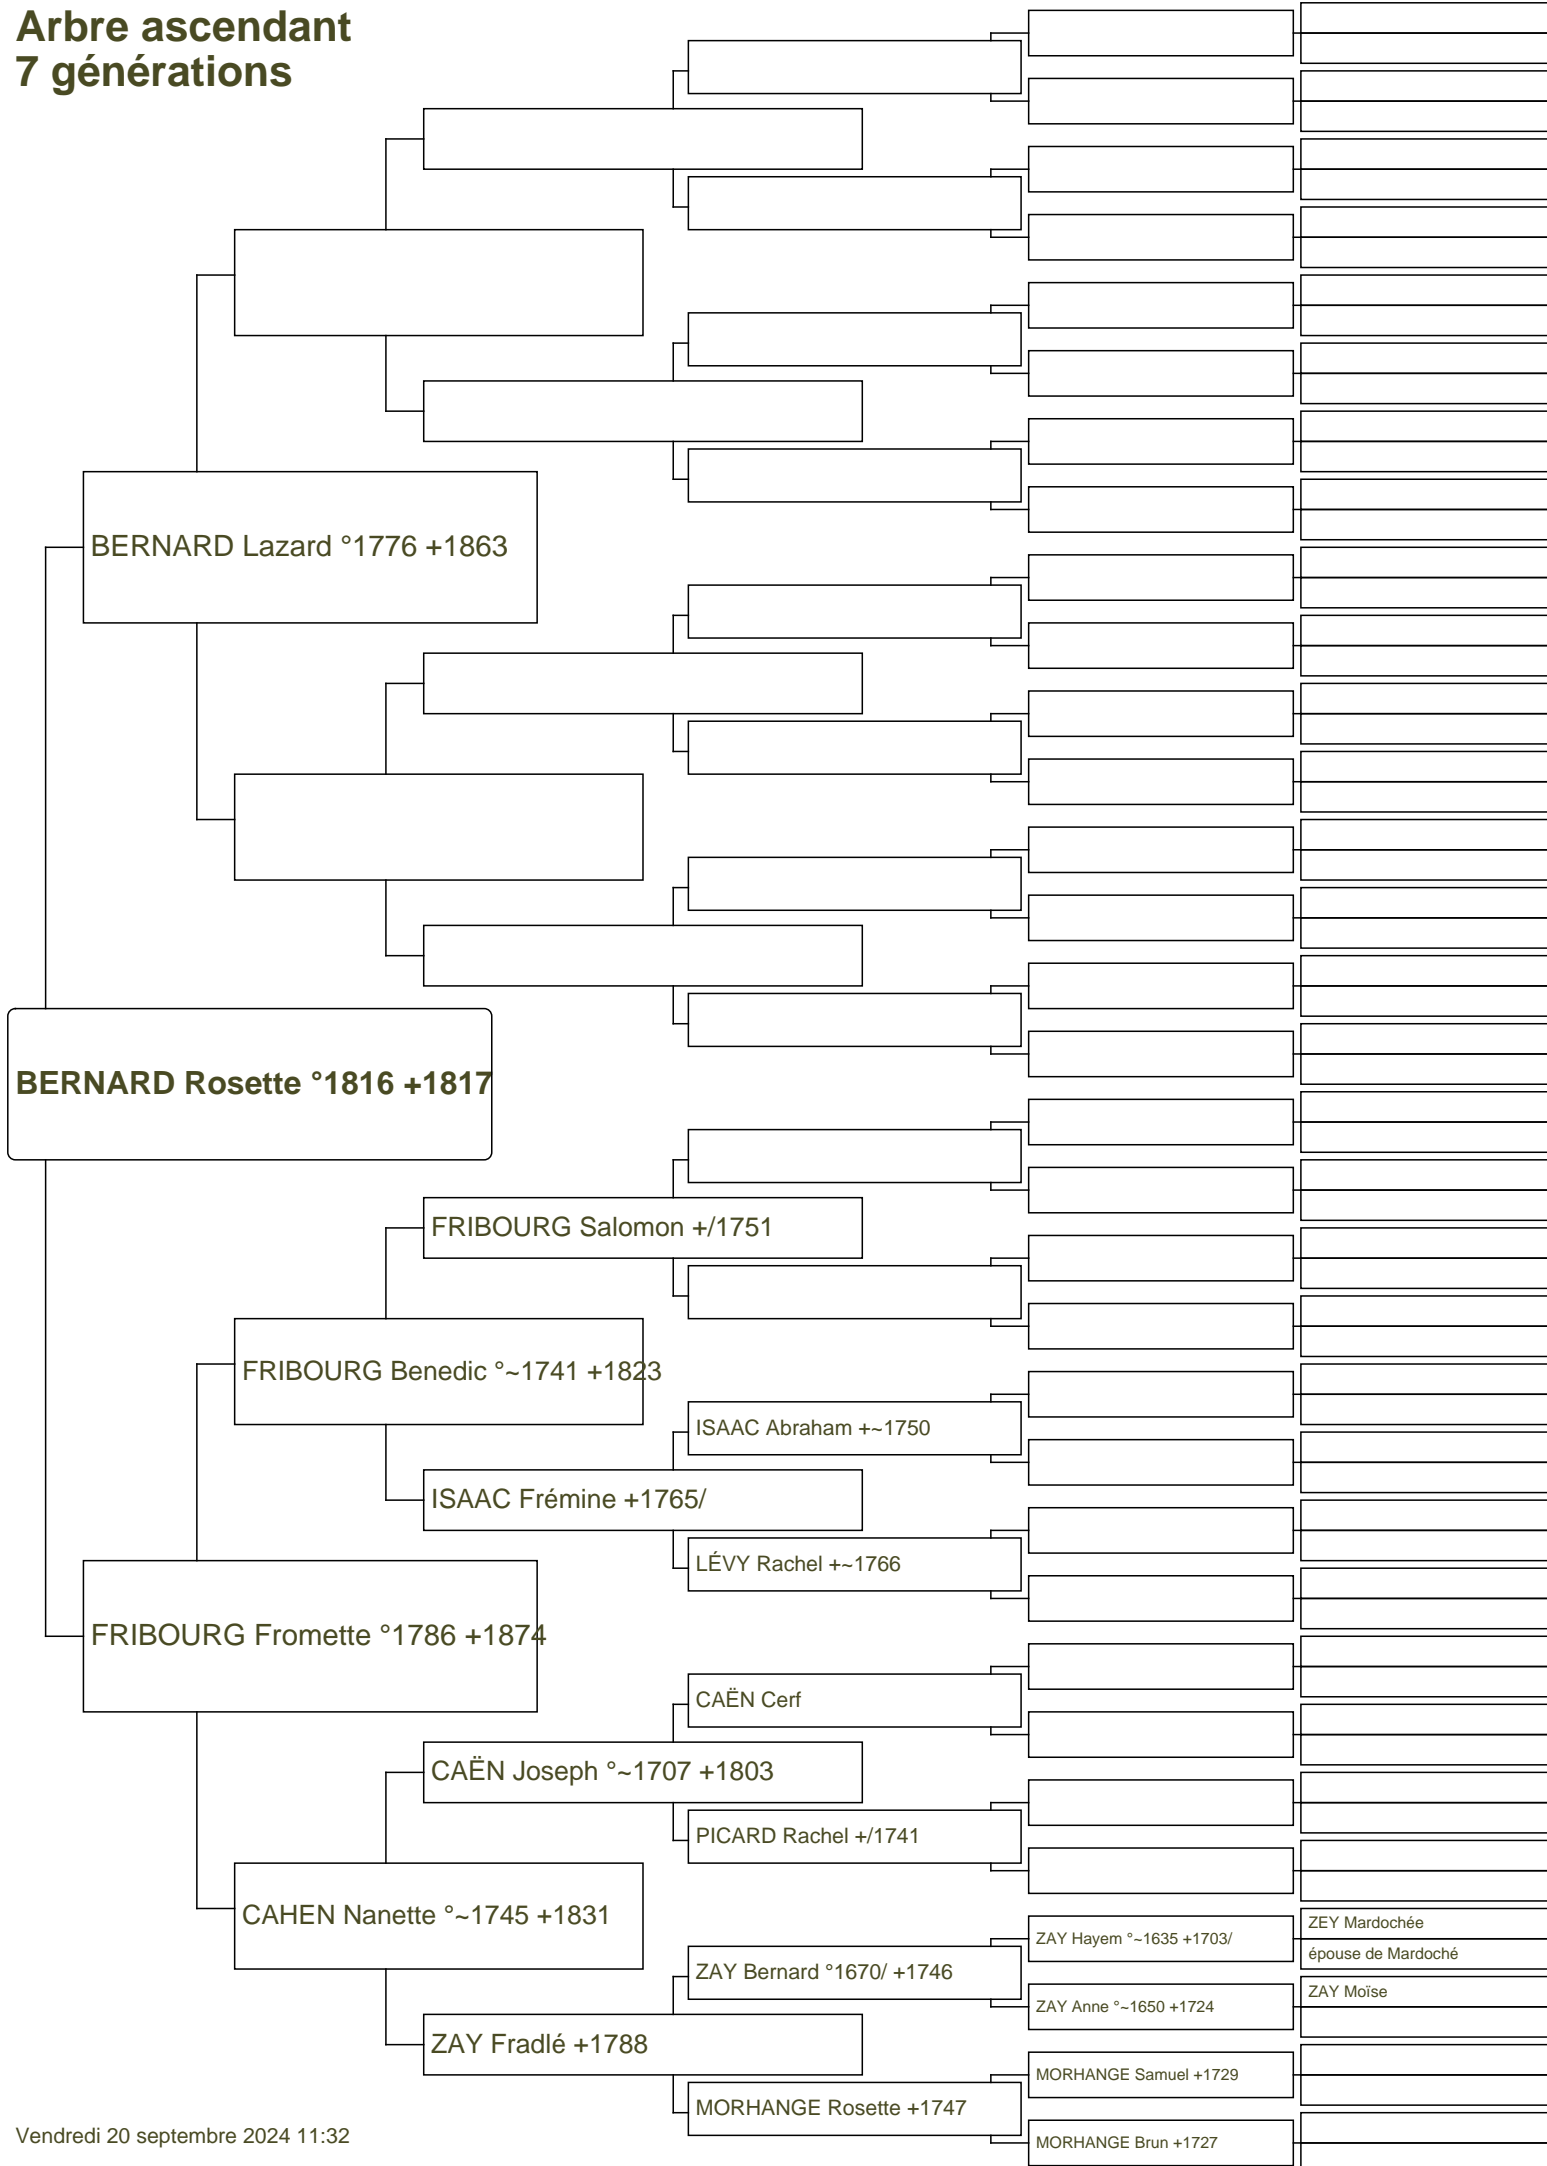 Arbre ascendant
7 générations
BERNARD Lazard °1776 +1863
BERNARD Rosette °1816 +1817
FRIBOURG Salomon +/1751
FRIBOURG Benedic °~1741 +1823
ISAAC Abraham +~1750
ISAAC Frémine +1765/
LÉVY Rachel +~1766
FRIBOURG Fromette °1786 +1874
CAËN Cerf
CAËN Joseph °~1707 +1803
PICARD Rachel +/1741
CAHEN Nanette °~1745 +1831
ZEY Mardochée
ZAY Hayem °~1635 +1703/
épouse de Mardoché
ZAY Bernard °1670/ +1746
ZAY Moïse
ZAY Anne °~1650 +1724
ZAY Fradlé +1788
MORHANGE Samuel +1729
MORHANGE Rosette +1747
MORHANGE Brun +1727
Vendredi 20 septembre 2024 11:32